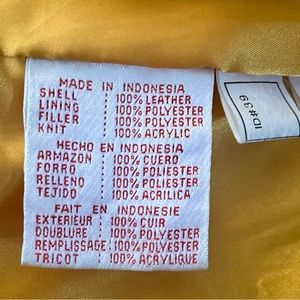 MADE IN INDONESIA
SHELL : 100% LEATHER
LINING : 100% POLYESTER
FILLER : 100% POLYESTER
KNIT : 100% ACRYLIC
HECHO EN INDONESIA
ARMAZON : 100% CUERO
FORRO : 100% POLIESTER
RELLENO : 100% POLIESTER
TEJIDO : 100% ACRILICA
FAIT EN INDONESIE
EXTERIEUR : 100% CUIR
DOUBLURE : 100% POLYESTER
REMPLISSAGE : 100% POLYESTER
TRICOT : 100% ACRYLIQUE
ID#39